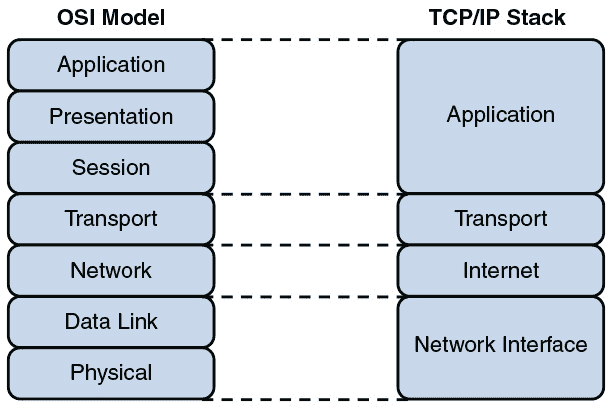 OSI Model
TCP/IP Stack
Application
Presentation
Session
Transport
Network
Data Link
Physical
Application
Transport
Internet
Network Interface